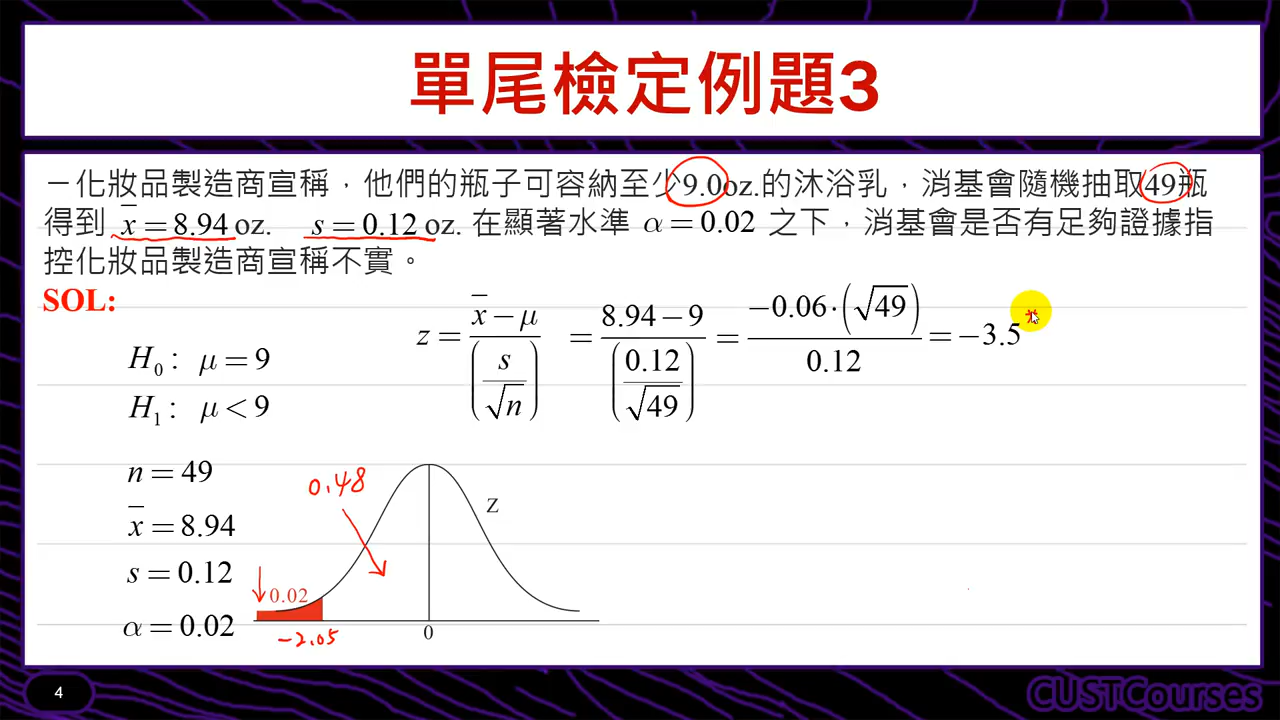 單尾檢定例題3
一化妝品製造商宣稱，他們的瓶子可容納至少9.0oz.的沐浴乳，消基會隨機抽取49瓶
得到 x̄ = 8.94 oz. s = 0.12 oz. 在顯著水準 α = 0.02 之下，消基會是否有足夠證據指
控化妝品製造商宣稱不實。
SOL:
z = (x̄ − μ)/(s/√n) = (8.94 − 9)/(0.12/√49) = (−0.06·(√49))/0.12 = −3.5
H₀: μ = 9
H₁: μ < 9
n = 49
x̄ = 8.94
s = 0.12
α = 0.02
0.48
Z
0.02
−2.05
0
4
CUSTCourses